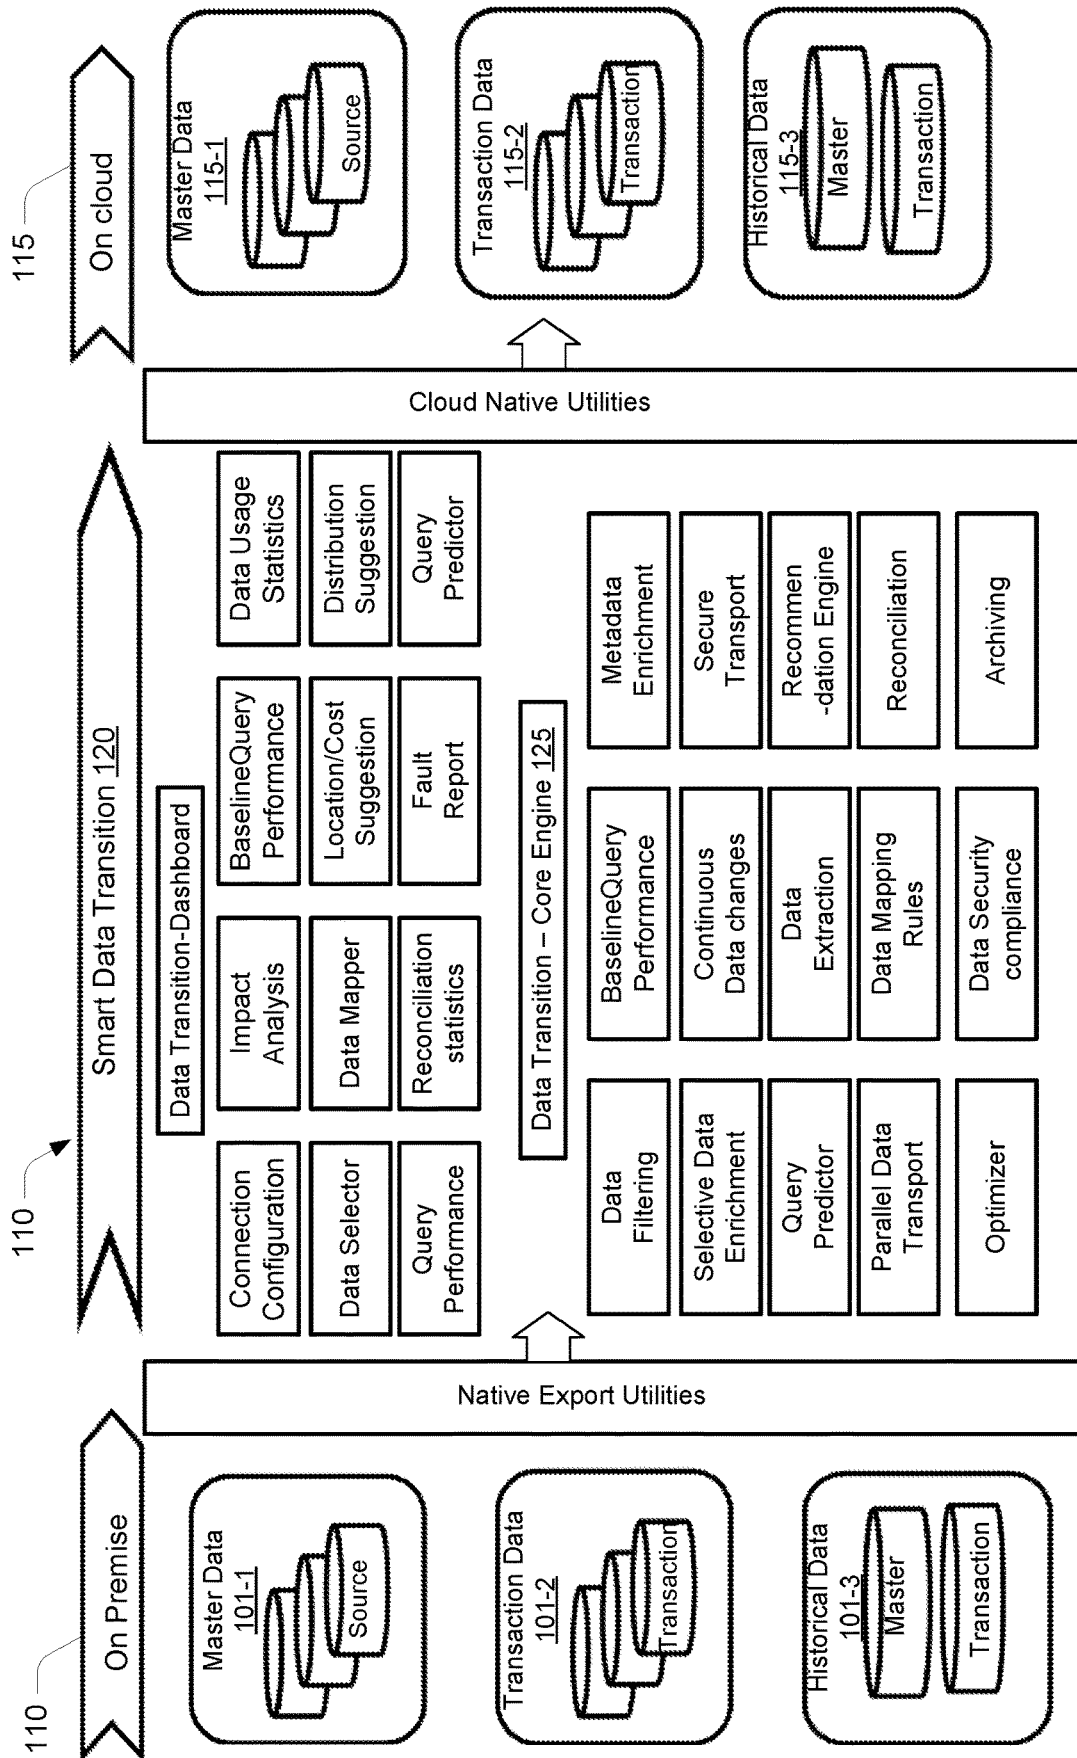 110
On Premise
Master Data
101-1
Source
Transaction Data
101-2
Transaction
Historical Data
101-3
Master
Transaction
Native Export Utilities
110
Smart Data Transition 120
Data Transition-Dashboard
Connection
Configuration
Impact
Analysis
BaselineQuery
Performance
Data Usage
Statistics
Data Selector
Data Mapper
Location/Cost
Suggestion
Distribution
Suggestion
Query
Performance
Reconciliation
statistics
Fault
Report
Query
Predictor
Data Transition – Core Engine 125
Data
Filtering
BaselineQuery
Performance
Metadata
Enrichment
Selective Data
Enrichment
Continuous
Data changes
Secure
Transport
Query
Predictor
Data
Extraction
Recommen
-dation Engine
Parallel Data
Transport
Data Mapping
Rules
Reconciliation
Optimizer
Data Security
compliance
Archiving
Cloud Native Utilities
115
On cloud
Master Data
115-1
Source
Transaction Data
115-2
Transaction
Historical Data
115-3
Master
Transaction